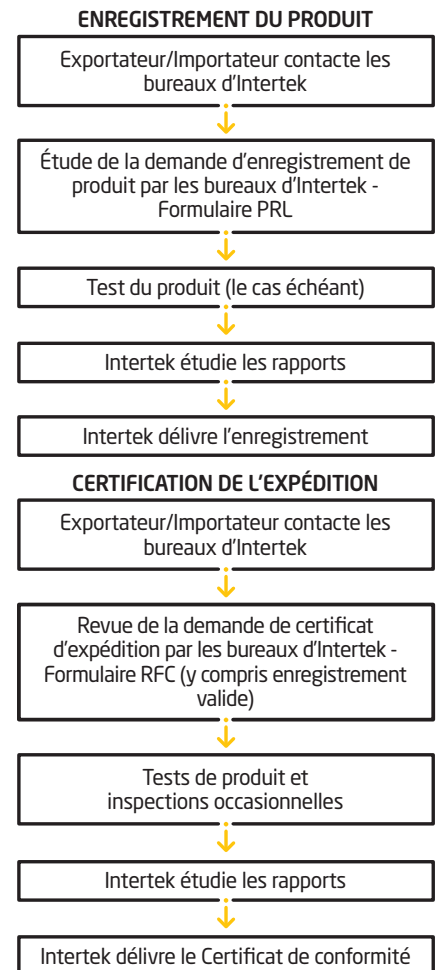 ENREGISTREMENT DU PRODUIT
Exportateur/Importateur contacte les
bureaux d'Intertek
Étude de la demande d'enregistrement de
produit par les bureaux d'Intertek -
Formulaire PRL
Test du produit (le cas échéant)
Intertek étudie les rapports
Intertek délivre l'enregistrement
CERTIFICATION DE L'EXPÉDITION
Exportateur/Importateur contacte les
bureaux d'Intertek
Revue de la demande de certificat
d'expédition par les bureaux d'Intertek -
Formulaire RFC (y compris enregistrement
valide)
Tests de produit et
inspections occasionnelles
Intertek étudie les rapports
Intertek délivre le Certificat de conformité